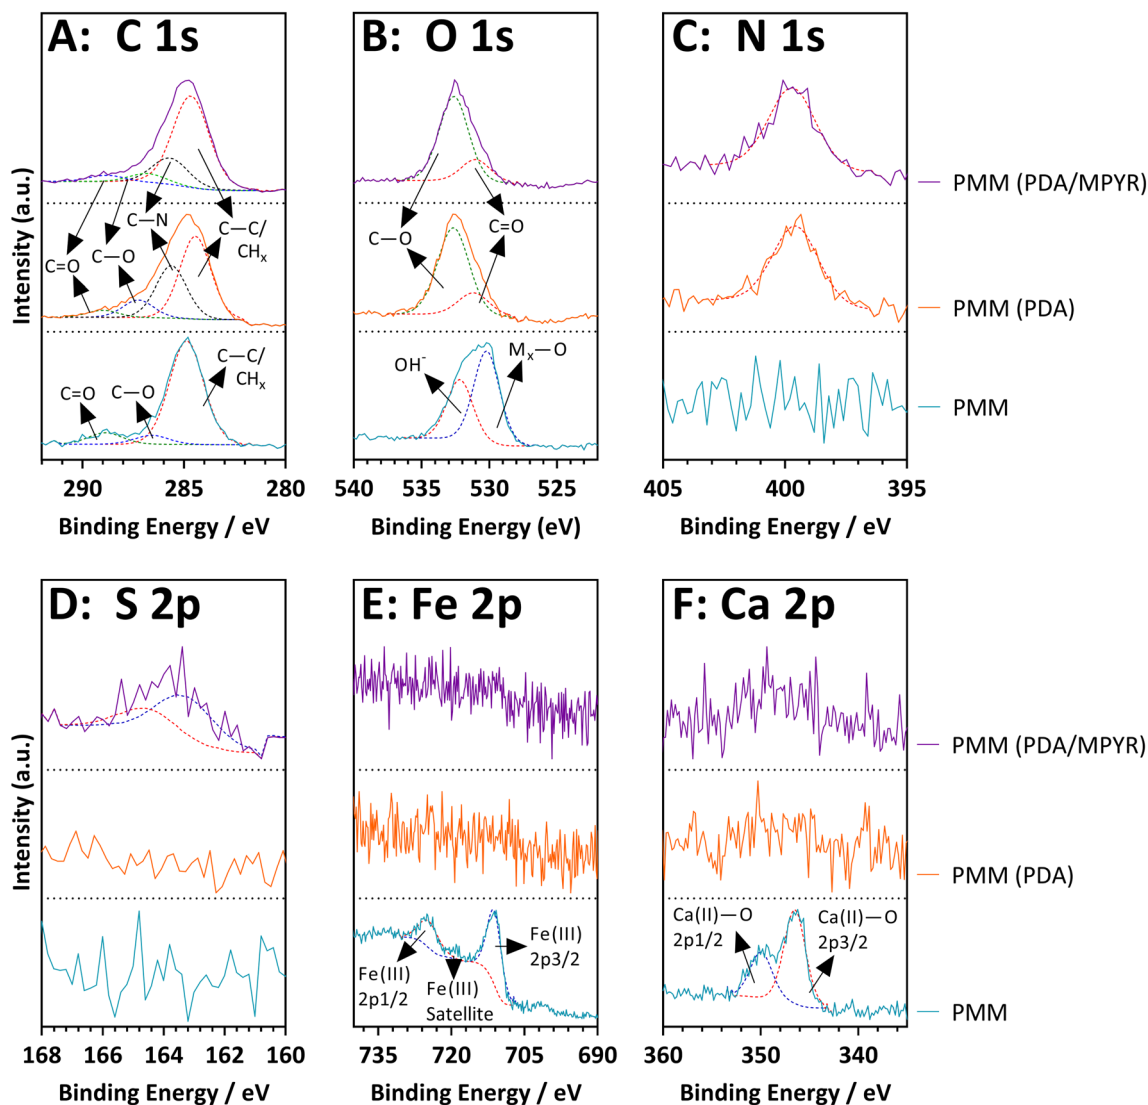 A: C 1s
B: O 1s
C: N 1s
Intensity (a.u.)
C—N
C—C/
CHₓ
C—O
C=O
C=O
C—O
C—C/
CHₓ
C—O
C=O
OH⁻
Mₓ—O
PMM (PDA/MPYR)
PMM (PDA)
PMM
290 285 280
540 535 530 525
405 400 395
Binding Energy / eV
Binding Energy (eV)
Binding Energy / eV
D: S 2p
E: Fe 2p
F: Ca 2p
Intensity (a.u.)
Fe(III)
2p1/2
Fe(III)
Satellite
Fe(III)
2p3/2
Ca(II)—O
2p1/2
Ca(II)—O
2p3/2
PMM (PDA/MPYR)
PMM (PDA)
PMM
168 166 164 162 160
735 720 705 690
360 350 340
Binding Energy / eV
Binding Energy / eV
Binding Energy / eV